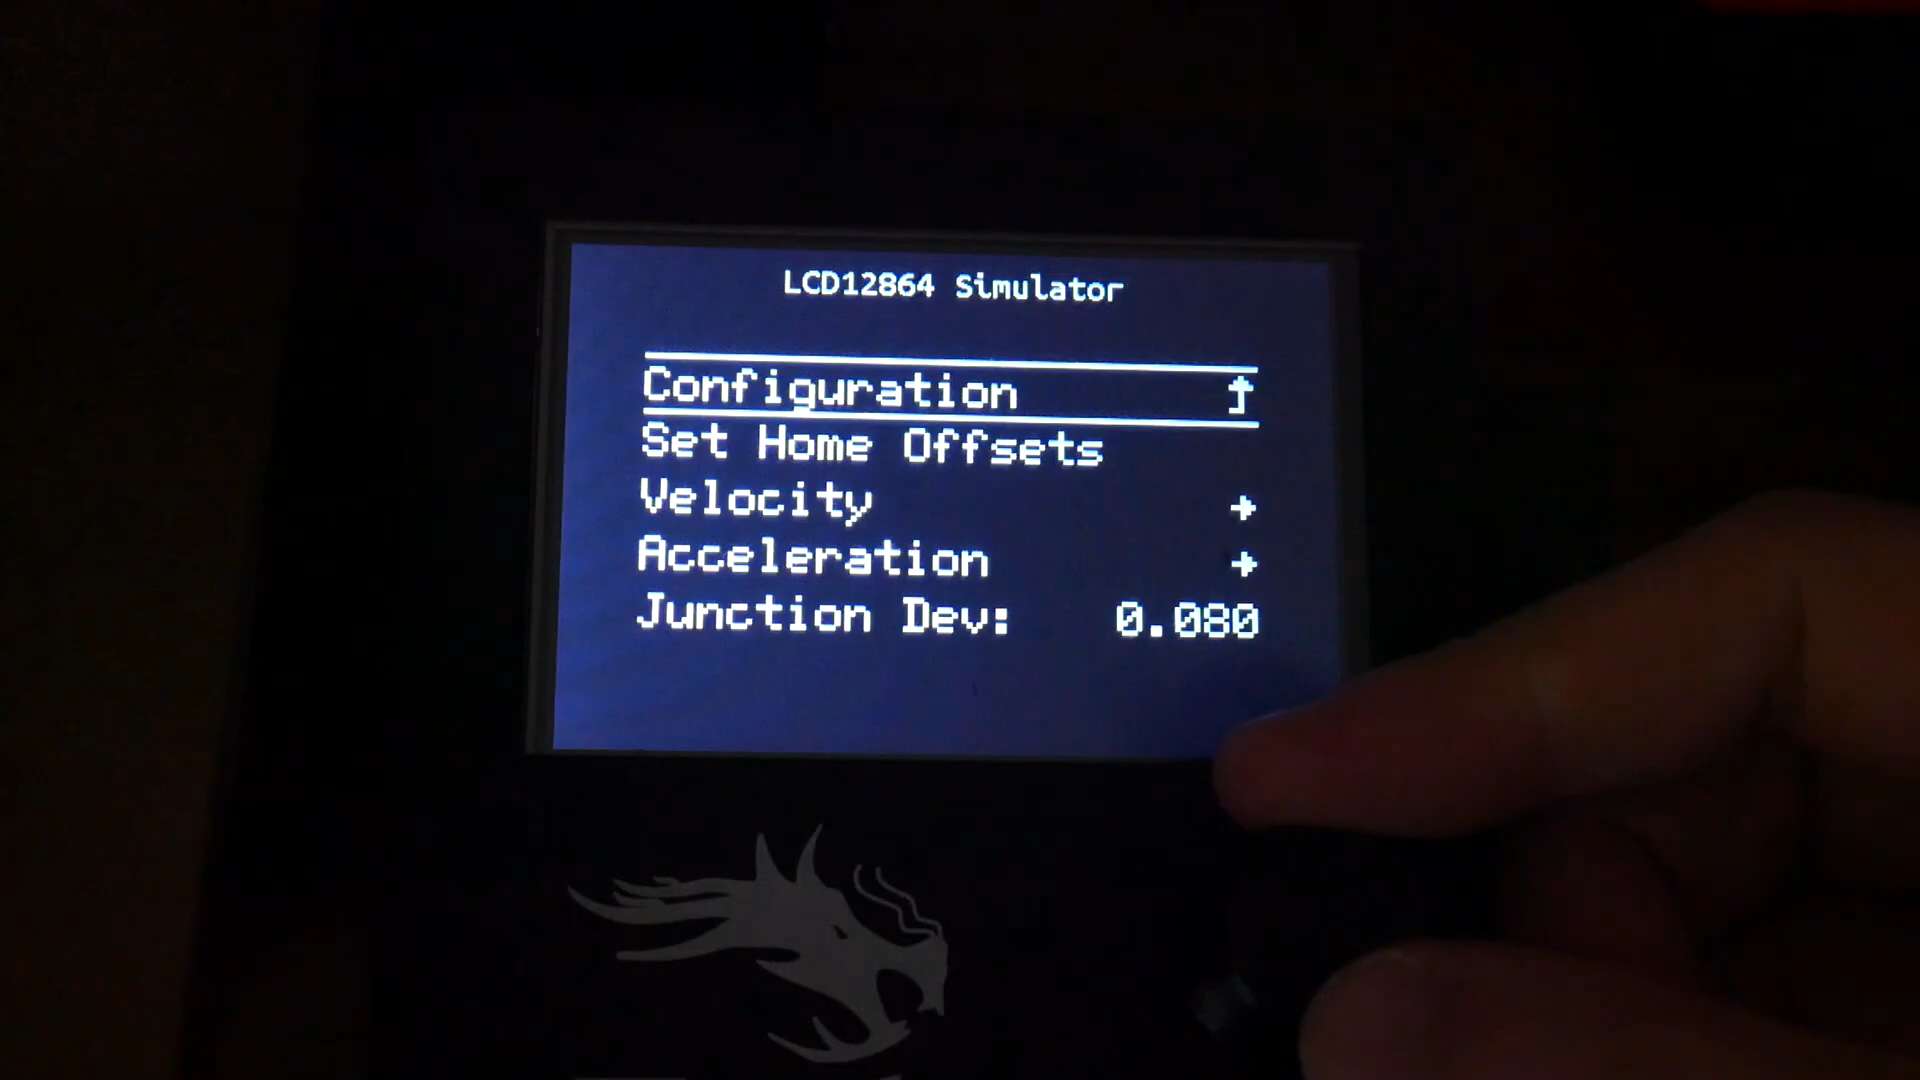 LCD12864 Simulator
Configuration
Set Home Offsets
Velocity
Acceleration
Junction Dev: 0.080